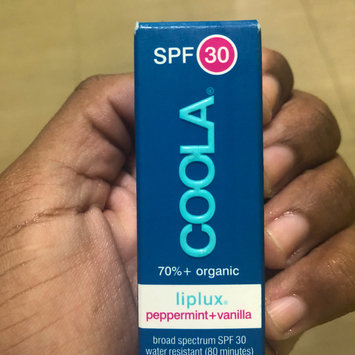 SPF 30
COOLA®
70%+ organic
liplux®
peppermint+vanilla
broad spectrum SPF 30
water resistant (80 minutes)